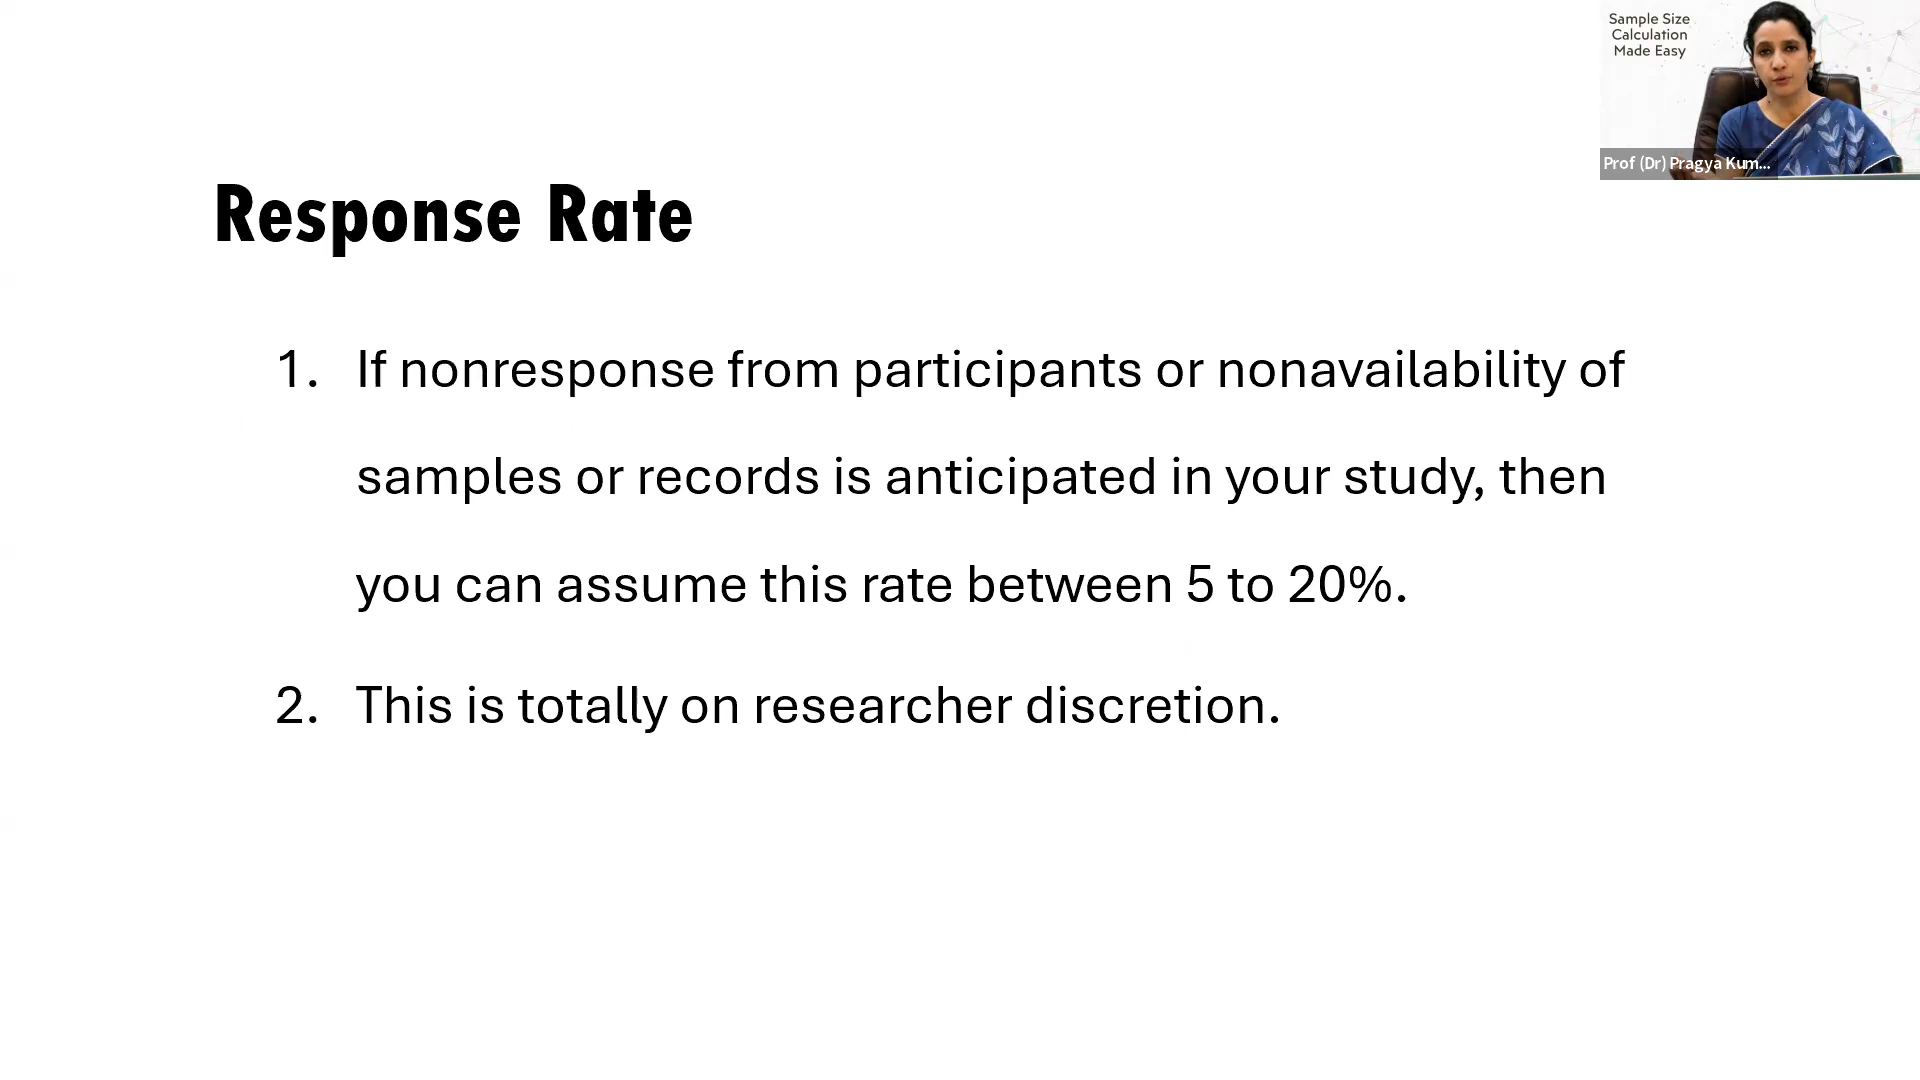 Sample Size
Calculation
Made Easy
Prof (Dr) Pragya Kum...
Response Rate
1. If nonresponse from participants or nonavailability of
samples or records is anticipated in your study, then
you can assume this rate between 5 to 20%.
2. This is totally on researcher discretion.